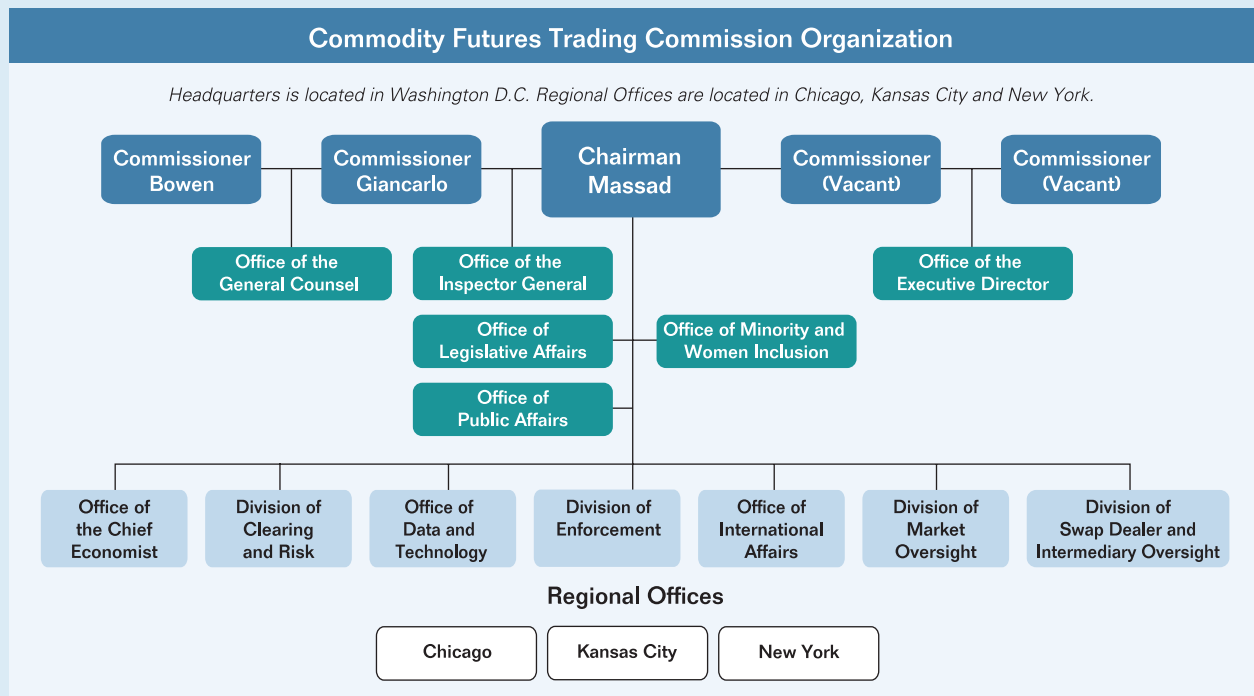 Commodity Futures Trading Commission Organization
Headquarters is located in Washington D.C. Regional Offices are located in Chicago, Kansas City and New York.
Commissioner
Bowen
Commissioner
Giancarlo
Chairman
Massad
Commissioner
(Vacant)
Commissioner
(Vacant)
Office of the
General Counsel
Office of the
Inspector General
Office of the
Executive Director
Office of
Legislative Affairs
Office of Minority and
Women Inclusion
Office of
Public Affairs
Office of
the Chief
Economist
Division of
Clearing
and Risk
Office of
Data and
Technology
Division of
Enforcement
Office of
International
Affairs
Division of
Market
Oversight
Division of
Swap Dealer and
Intermediary Oversight
Regional Offices
Chicago
Kansas City
New York